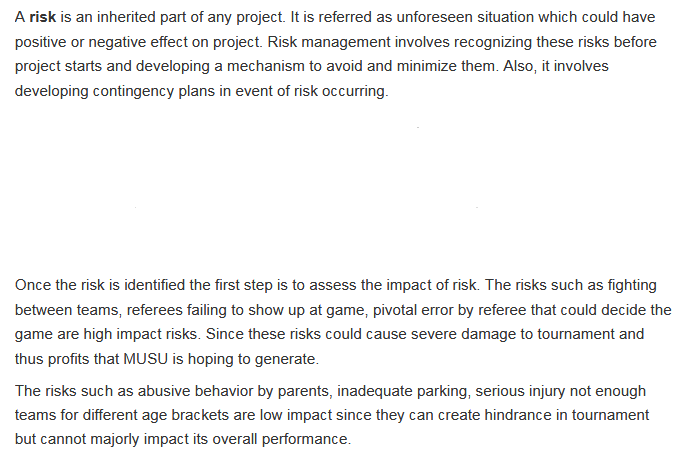 A risk is an inherited part of any project. It is referred as unforeseen situation which could have
positive or negative effect on project. Risk management involves recognizing these risks before
project starts and developing a mechanism to avoid and minimize them. Also, it involves
developing contingency plans in event of risk occurring.
Once the risk is identified the first step is to assess the impact of risk. The risks such as fighting
between teams, referees failing to show up at game, pivotal error by referee that could decide the
game are high impact risks. Since these risks could cause severe damage to tournament and
thus profits that MUSU is hoping to generate.
The risks such as abusive behavior by parents, inadequate parking, serious injury not enough
teams for different age brackets are low impact since they can create hindrance in tournament
but cannot majorly impact its overall performance.